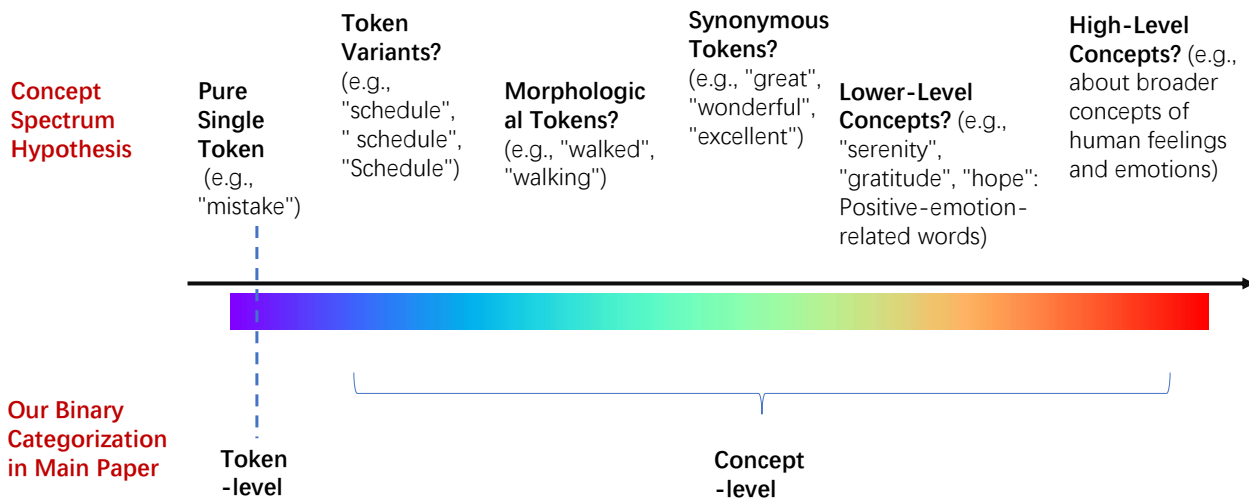 Concept
Spectrum
Hypothesis
Pure
Single
Token
(e.g.,
"mistake")
Token
Variants?
(e.g.,
"schedule",
" schedule",
"Schedule")
Morphologic
al Tokens?
(e.g., "walked",
"walking")
Synonymous
Tokens?
(e.g., "great",
"wonderful",
"excellent")
Lower-Level
Concepts? (e.g.,
"serenity",
"gratitude", "hope":
Positive-emotion-
related words)
High-Level
Concepts? (e.g.,
about broader
concepts of
human feelings
and emotions)
Our Binary
Categorization
in Main Paper
Token
-level
Concept
-level